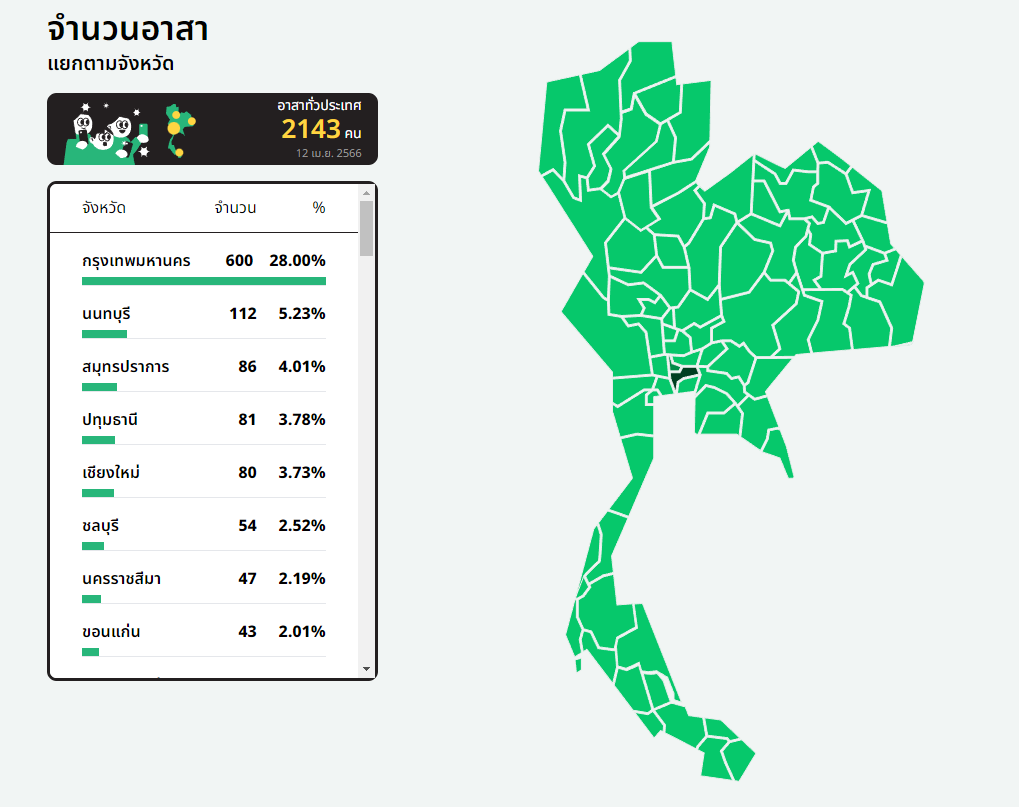 จำนวนอาสา
แยกตามจังหวัด
อาสาทั่วประเทศ
2143 คน
12 เม.ย. 2566
จังหวัด จำนวน %
กรุงเทพมหานคร 600 28.00%
นนทบุรี 112 5.23%
สมุทรปราการ 86 4.01%
ปทุมธานี 81 3.78%
เชียงใหม่ 80 3.73%
ชลบุรี 54 2.52%
นครราชสีมา 47 2.19%
ขอนแก่น 43 2.01%